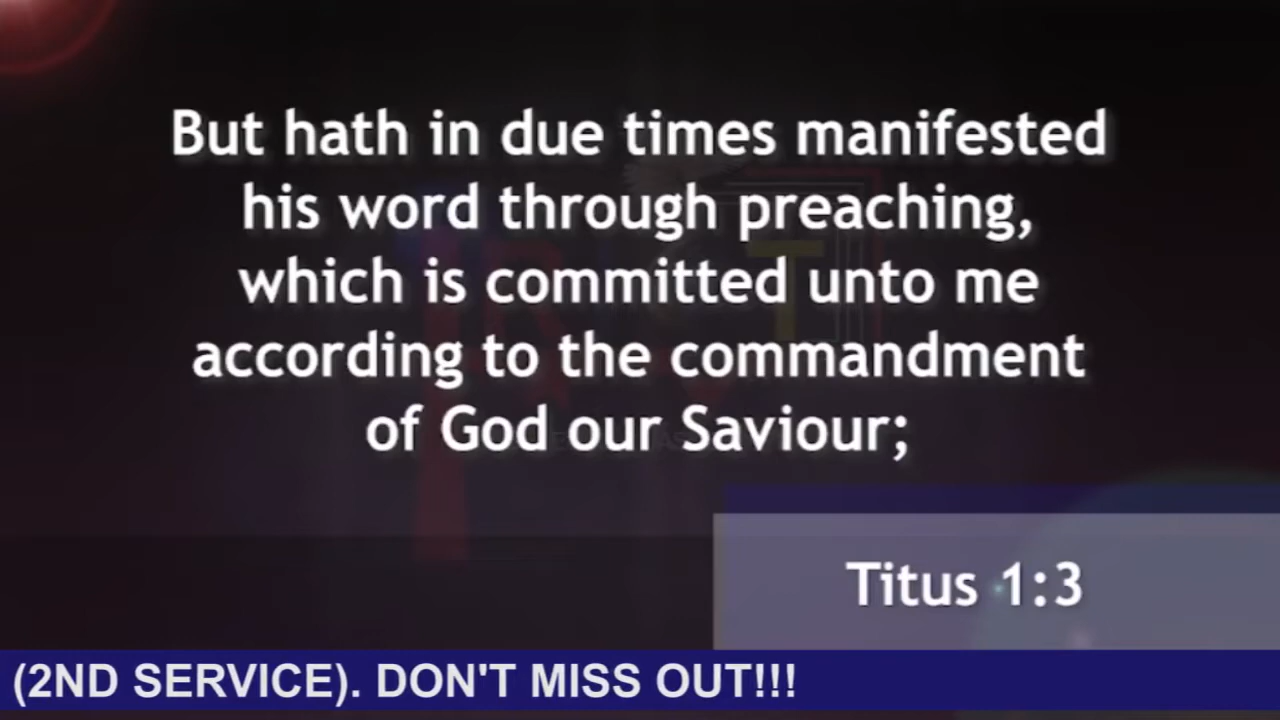 But hath in due times manifested
his word through preaching,
which is committed unto me
according to the commandment
of God our Saviour;
Titus 1:3
(2ND SERVICE). DON'T MISS OUT!!!